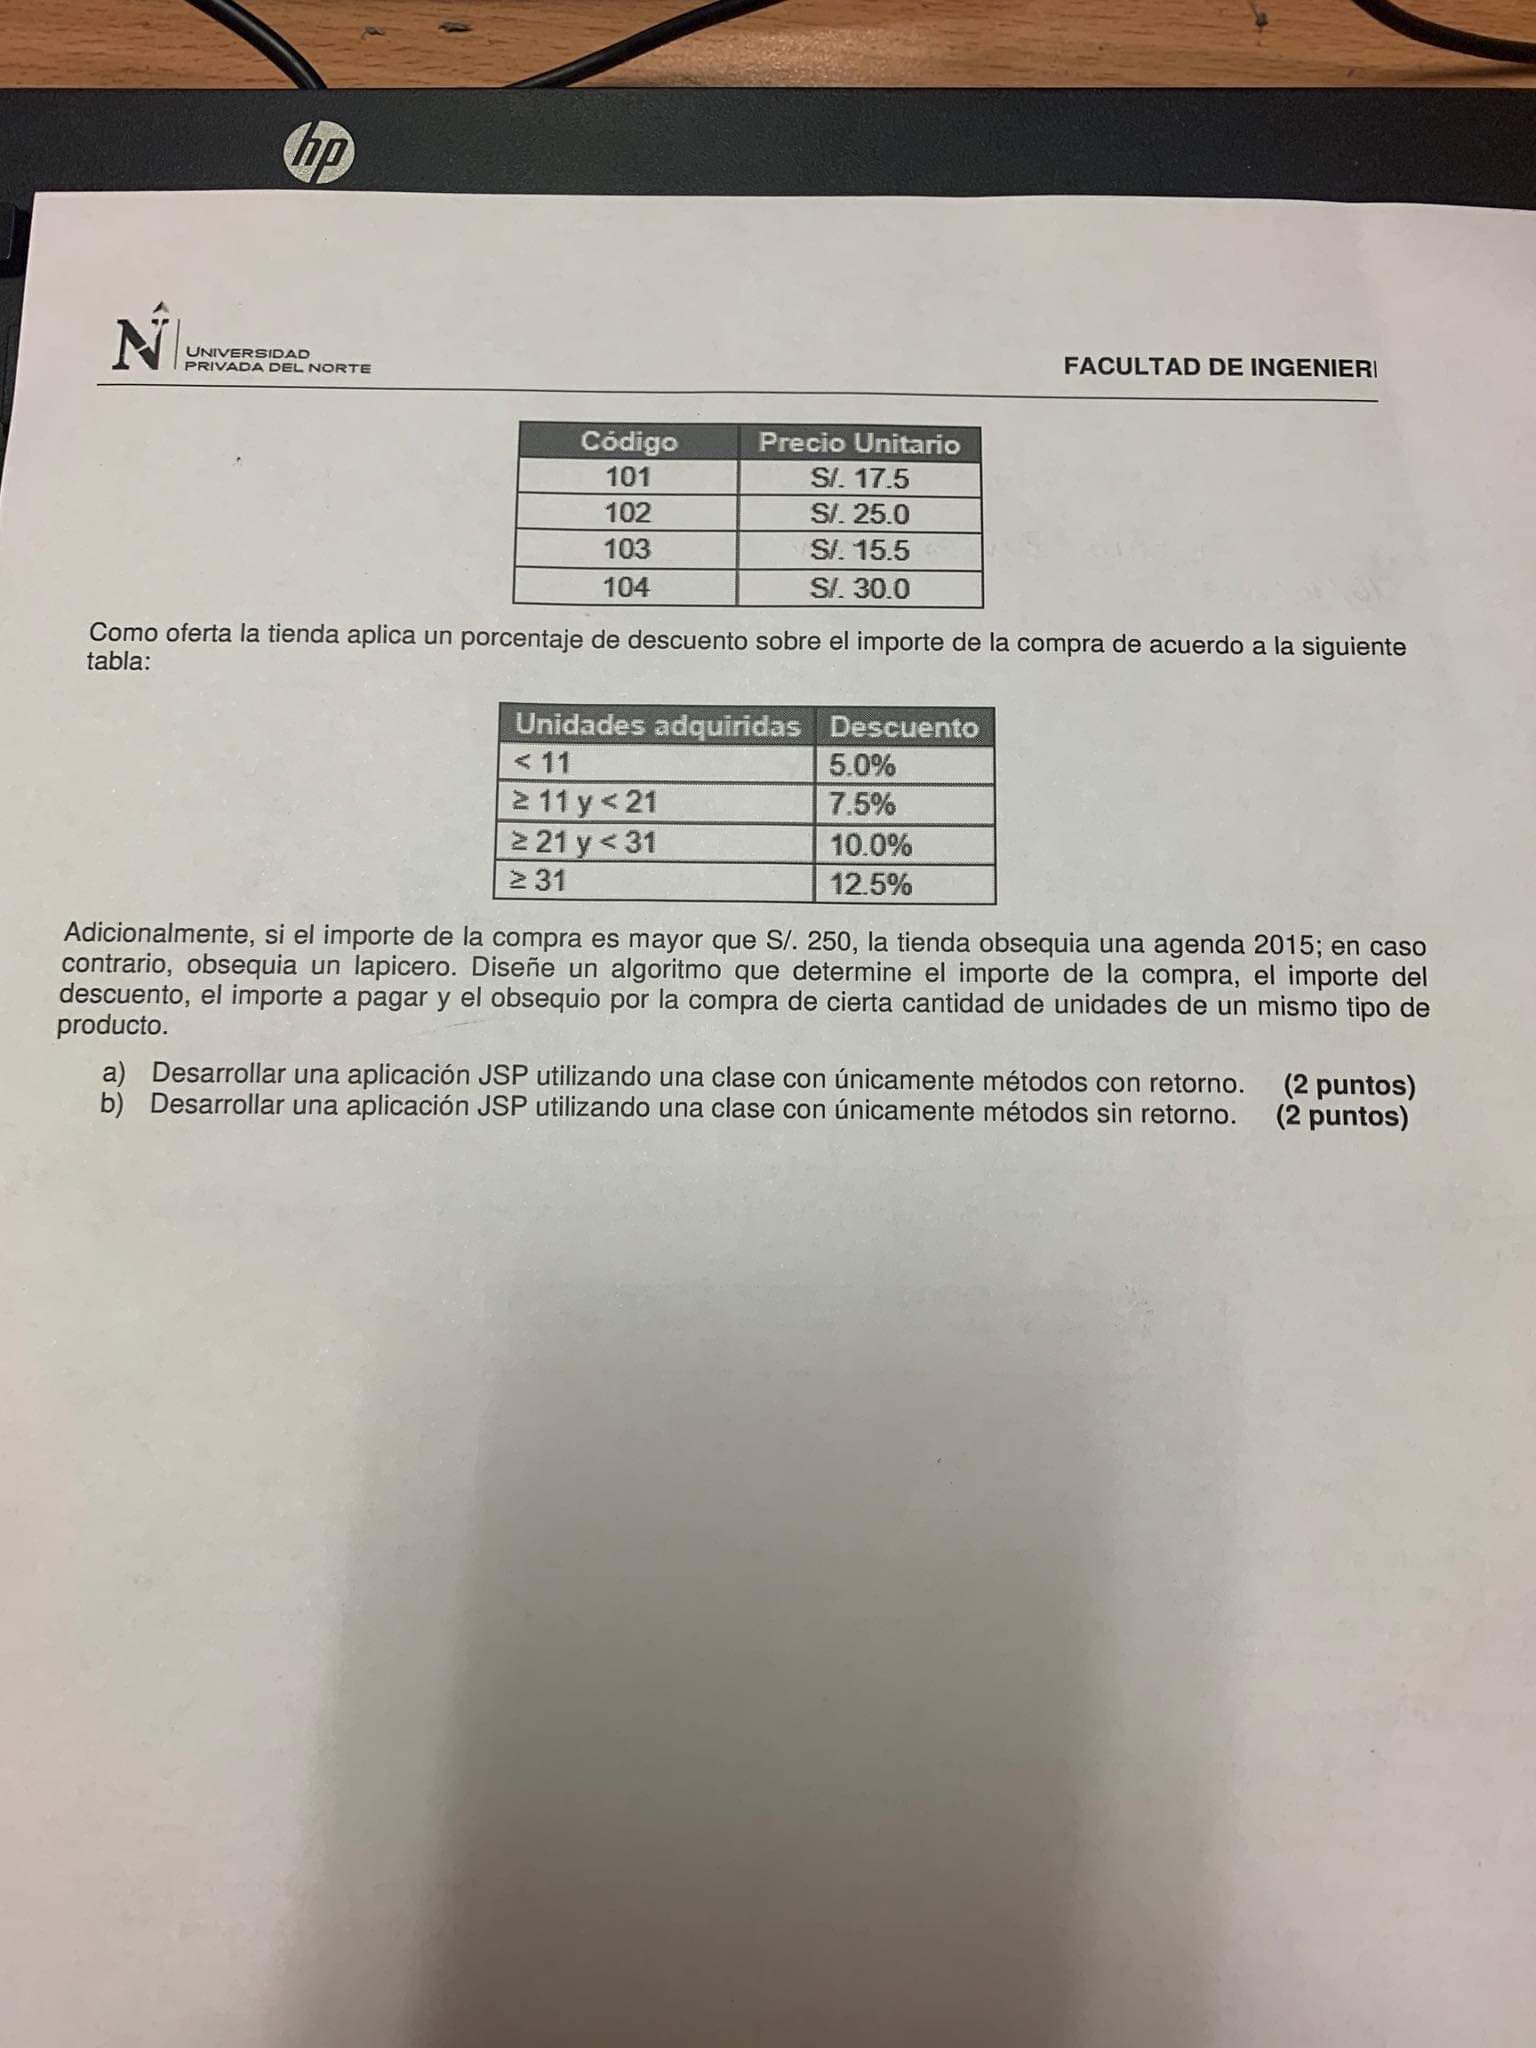 hp
N
UNIVERSIDAD
PRIVADA DEL NORTE
FACULTAD DE INGENIERI
Código Precio Unitario
101 S/. 17.5
102 S/. 25.0
103 S/. 15.5
104 S/. 30.0
Como oferta la tienda aplica un porcentaje de descuento sobre el importe de la compra de acuerdo a la siguiente
tabla:
Unidades adquiridas Descuento
< 11 5.0%
≥ 11 y < 21 7.5%
≥ 21 y < 31 10.0%
≥ 31 12.5%
Adicionalmente, si el importe de la compra es mayor que S/. 250, la tienda obsequia una agenda 2015; en caso
contrario, obsequia un lapicero. Diseñe un algoritmo que determine el importe de la compra, el importe del
descuento, el importe a pagar y el obsequio por la compra de cierta cantidad de unidades de un mismo tipo de
producto.
a) Desarrollar una aplicación JSP utilizando una clase con únicamente métodos con retorno. (2 puntos)
b) Desarrollar una aplicación JSP utilizando una clase con únicamente métodos sin retorno. (2 puntos)